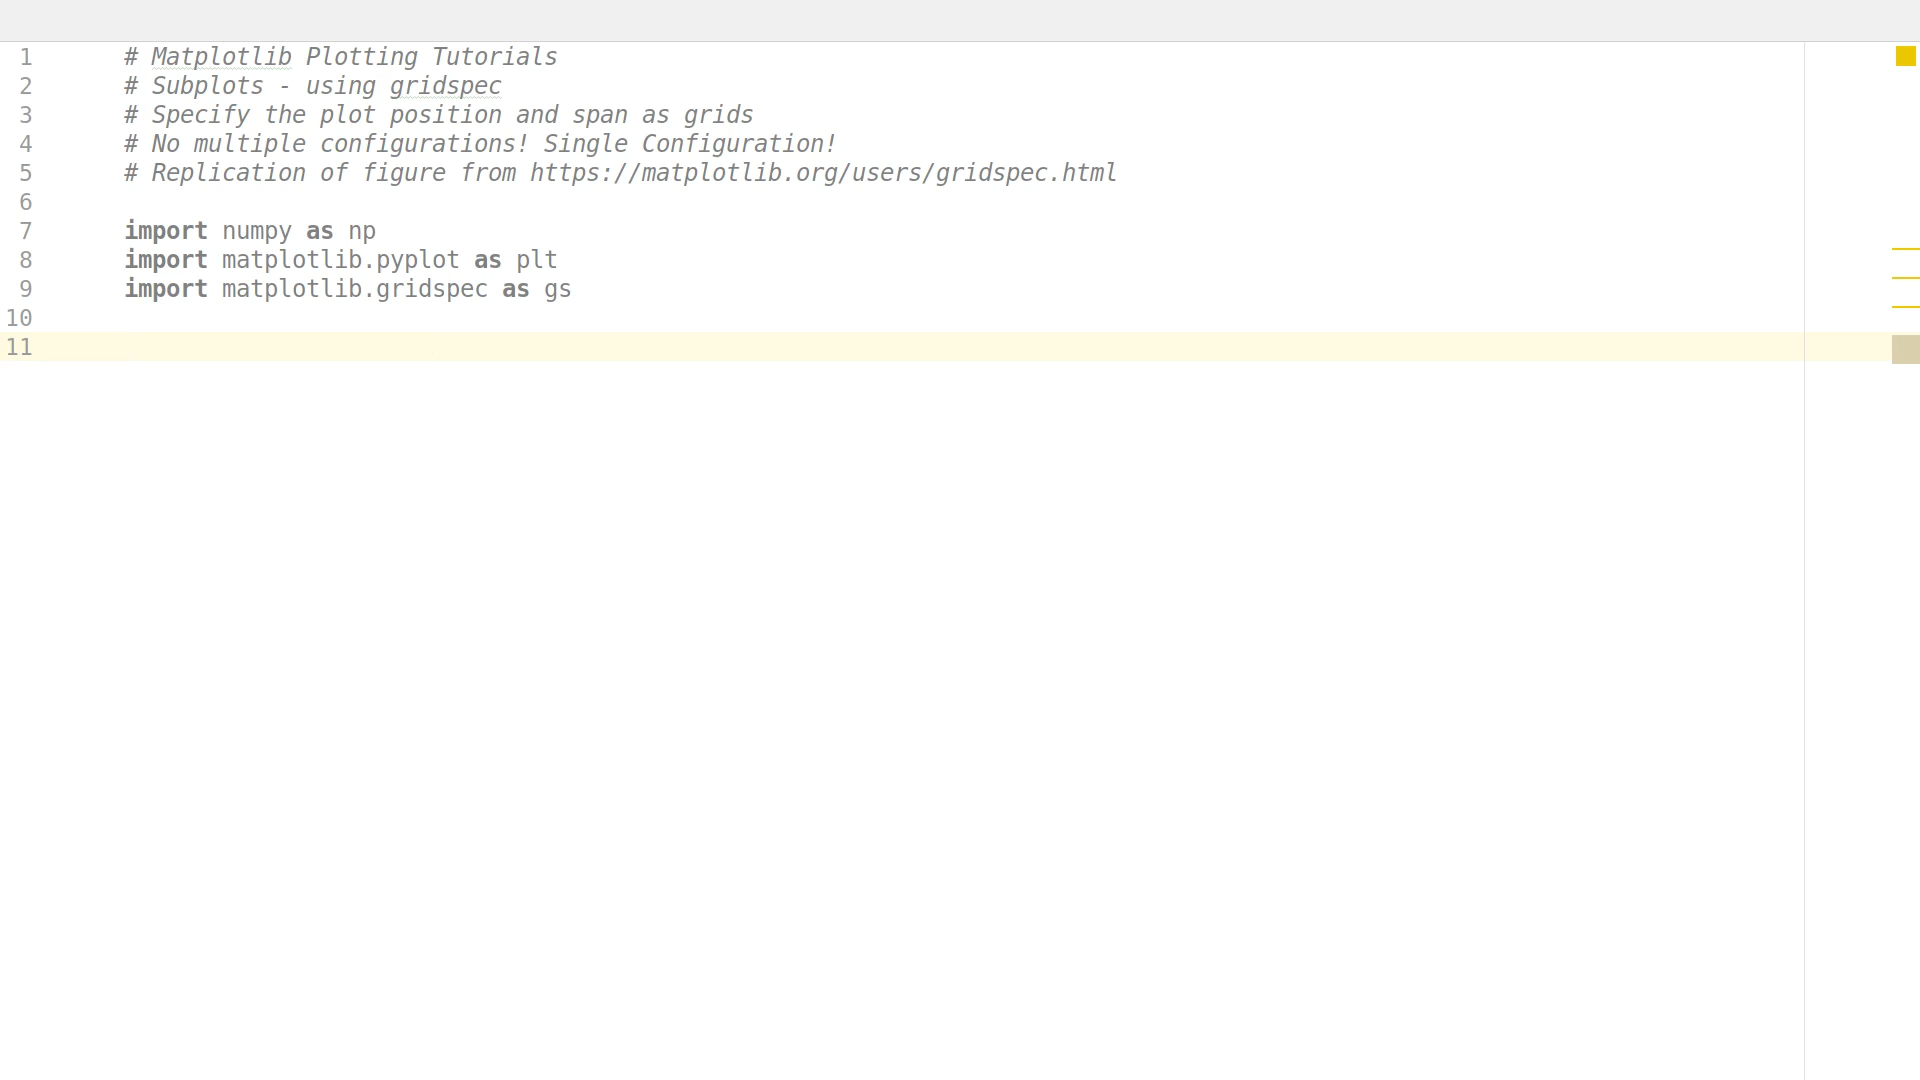 1 # Matplotlib Plotting Tutorials
2 # Subplots - using gridspec
3 # Specify the plot position and span as grids
4 # No multiple configurations! Single Configuration!
5 # Replication of figure from https://matplotlib.org/users/gridspec.html
6
7 import numpy as np
8 import matplotlib.pyplot as plt
9 import matplotlib.gridspec as gs
10
11